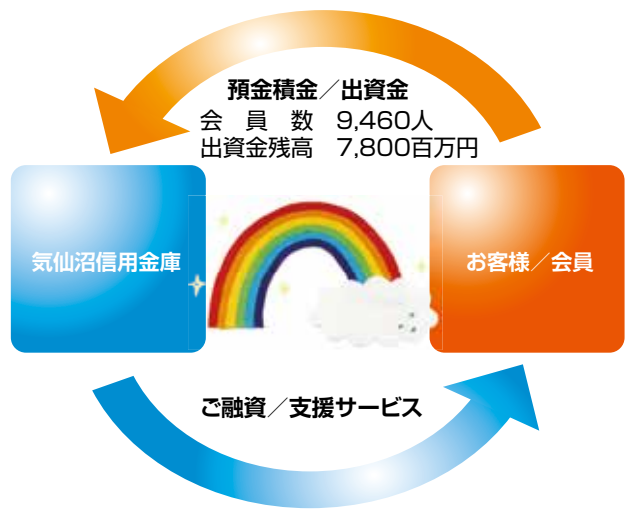 預金積金／出資金
会員数 9,460人
出資金残高 7,800百万円
気仙沼信用金庫
お客様／会員
ご融資／支援サービス